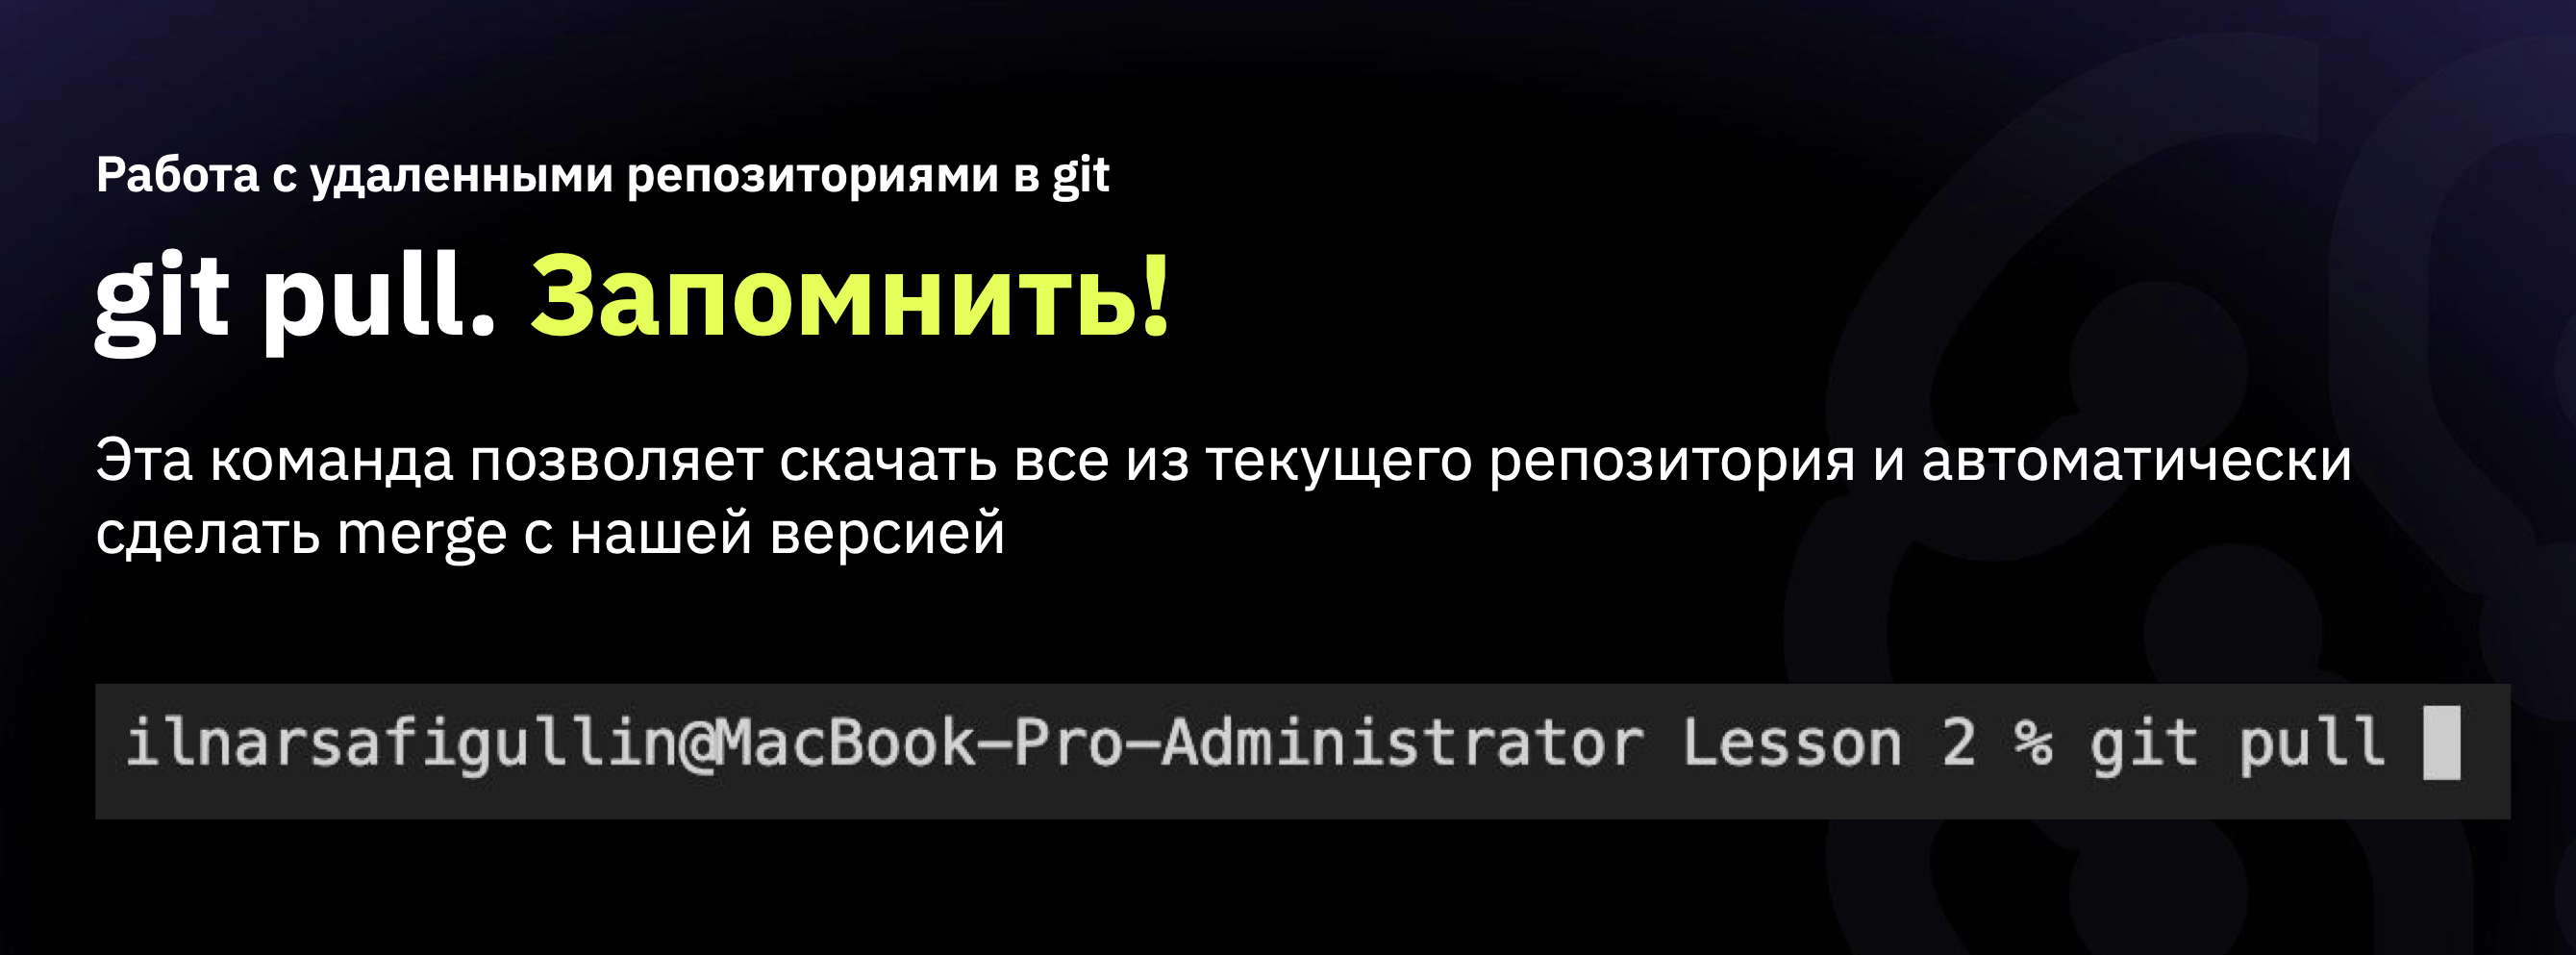 Работа с удаленными репозиториями в git
git pull. Запомнить!
Эта команда позволяет скачать все из текущего репозитория и автоматически
сделать merge с нашей версией
ilnarsafigullin@MacBook-Pro-Administrator Lesson 2 % git pull